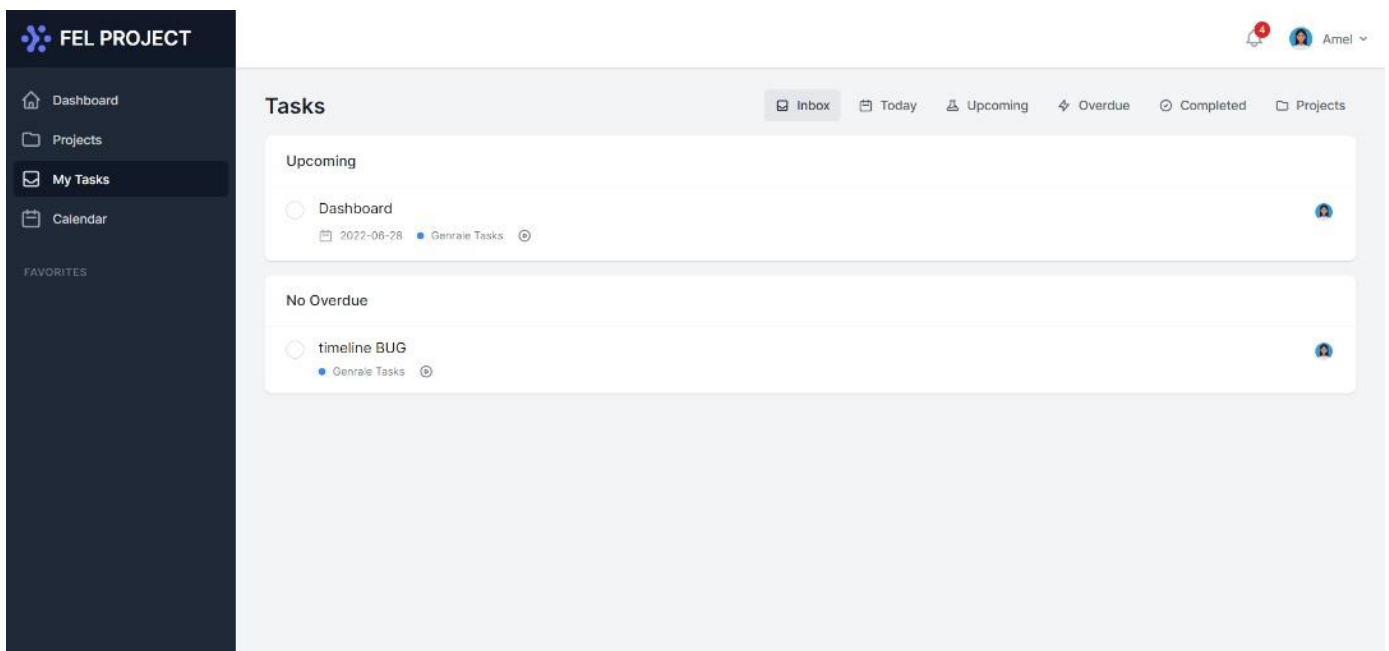 FEL PROJECT
4
Amel
Dashboard
Projects
My Tasks
Calendar
FAVORITES
Tasks
Inbox Today Upcoming Overdue Completed Projects
Upcoming
Dashboard
2022-06-28 Genrale Tasks
No Overdue
timeline BUG
Genrale Tasks